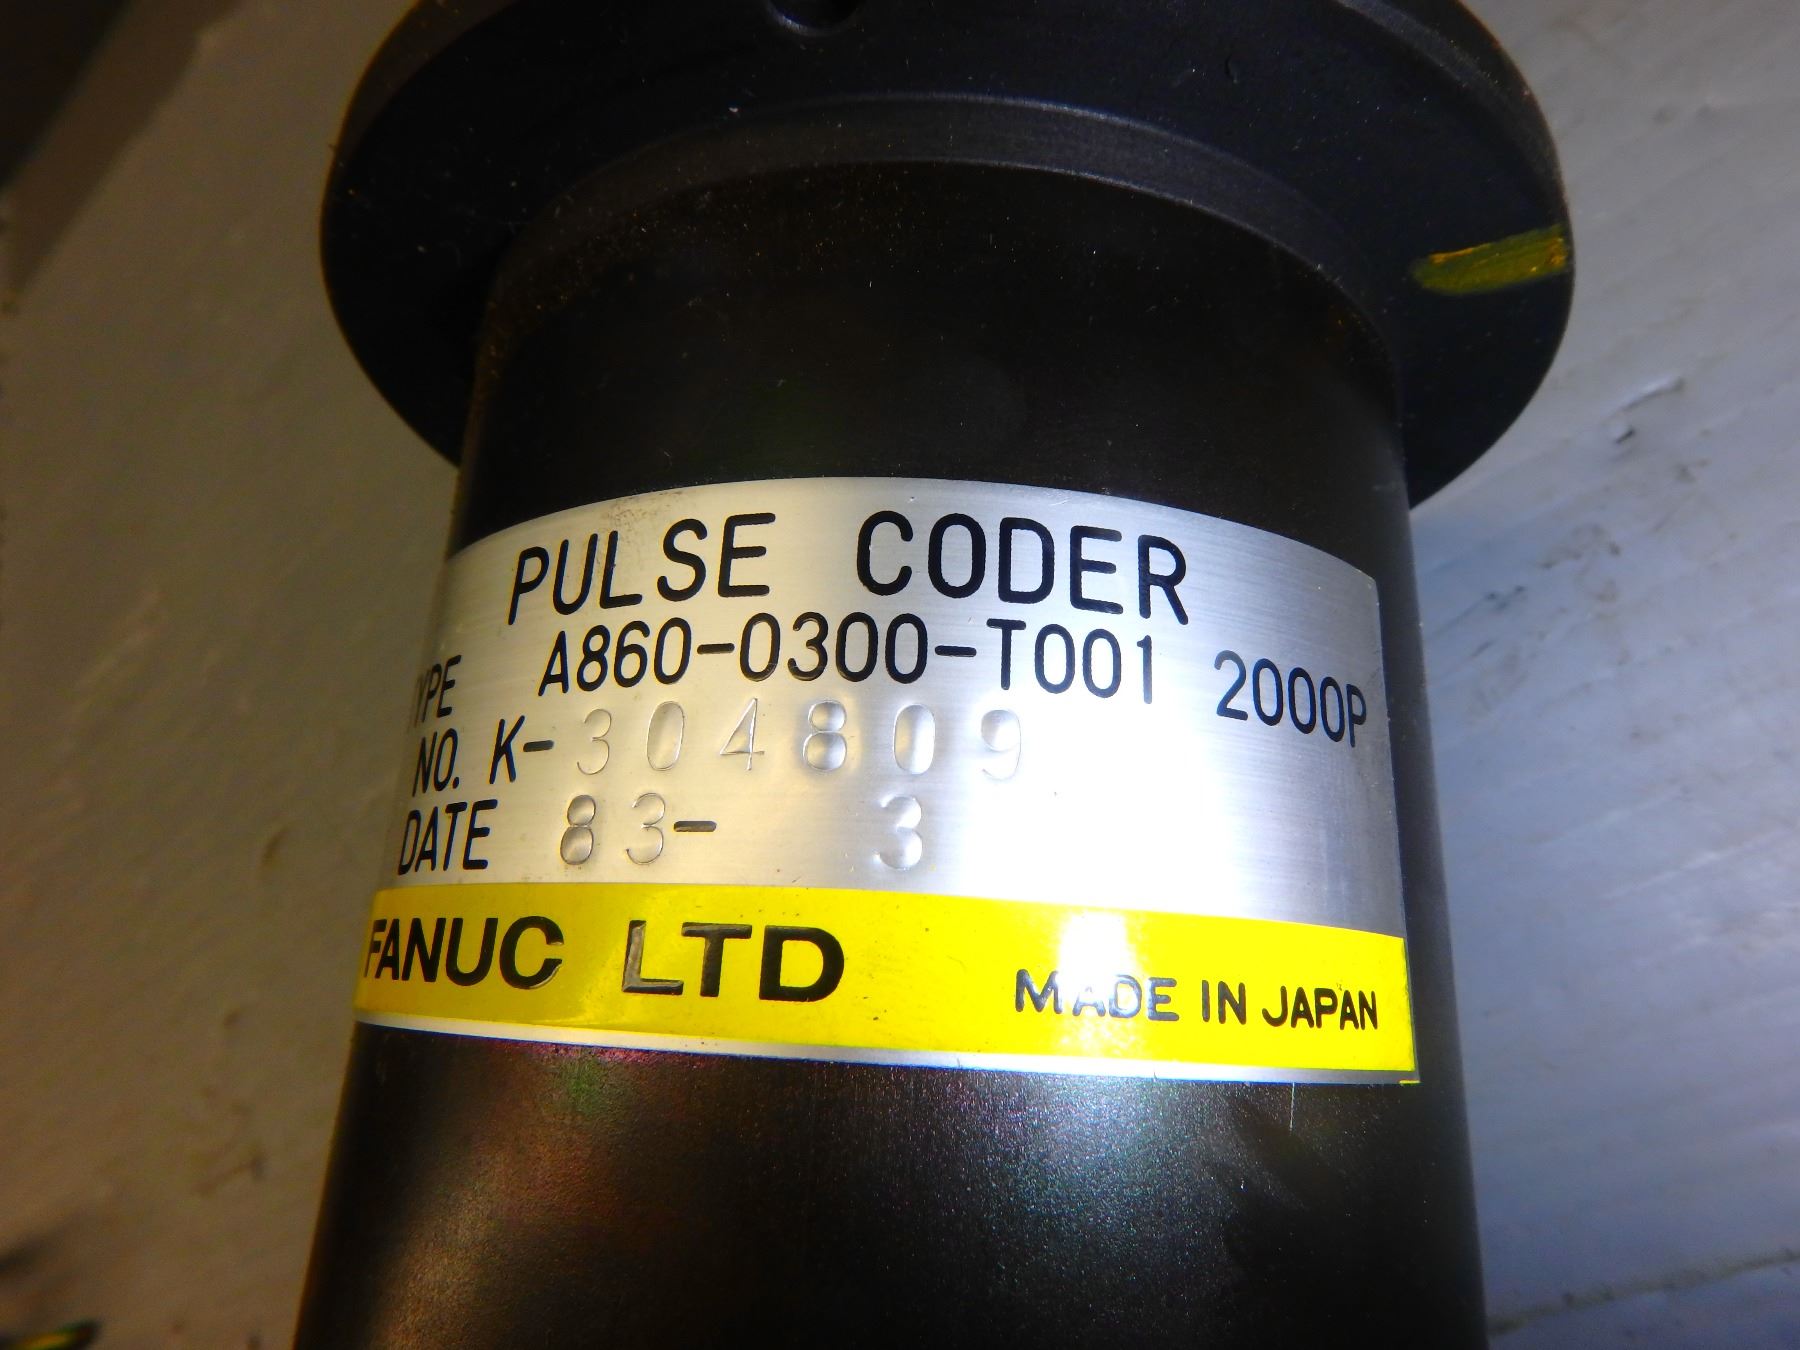 PULSE CODER
TYPE A860-0300-T001 2000P
NO. K-304809
DATE 83- 3
FANUC LTD MADE IN JAPAN